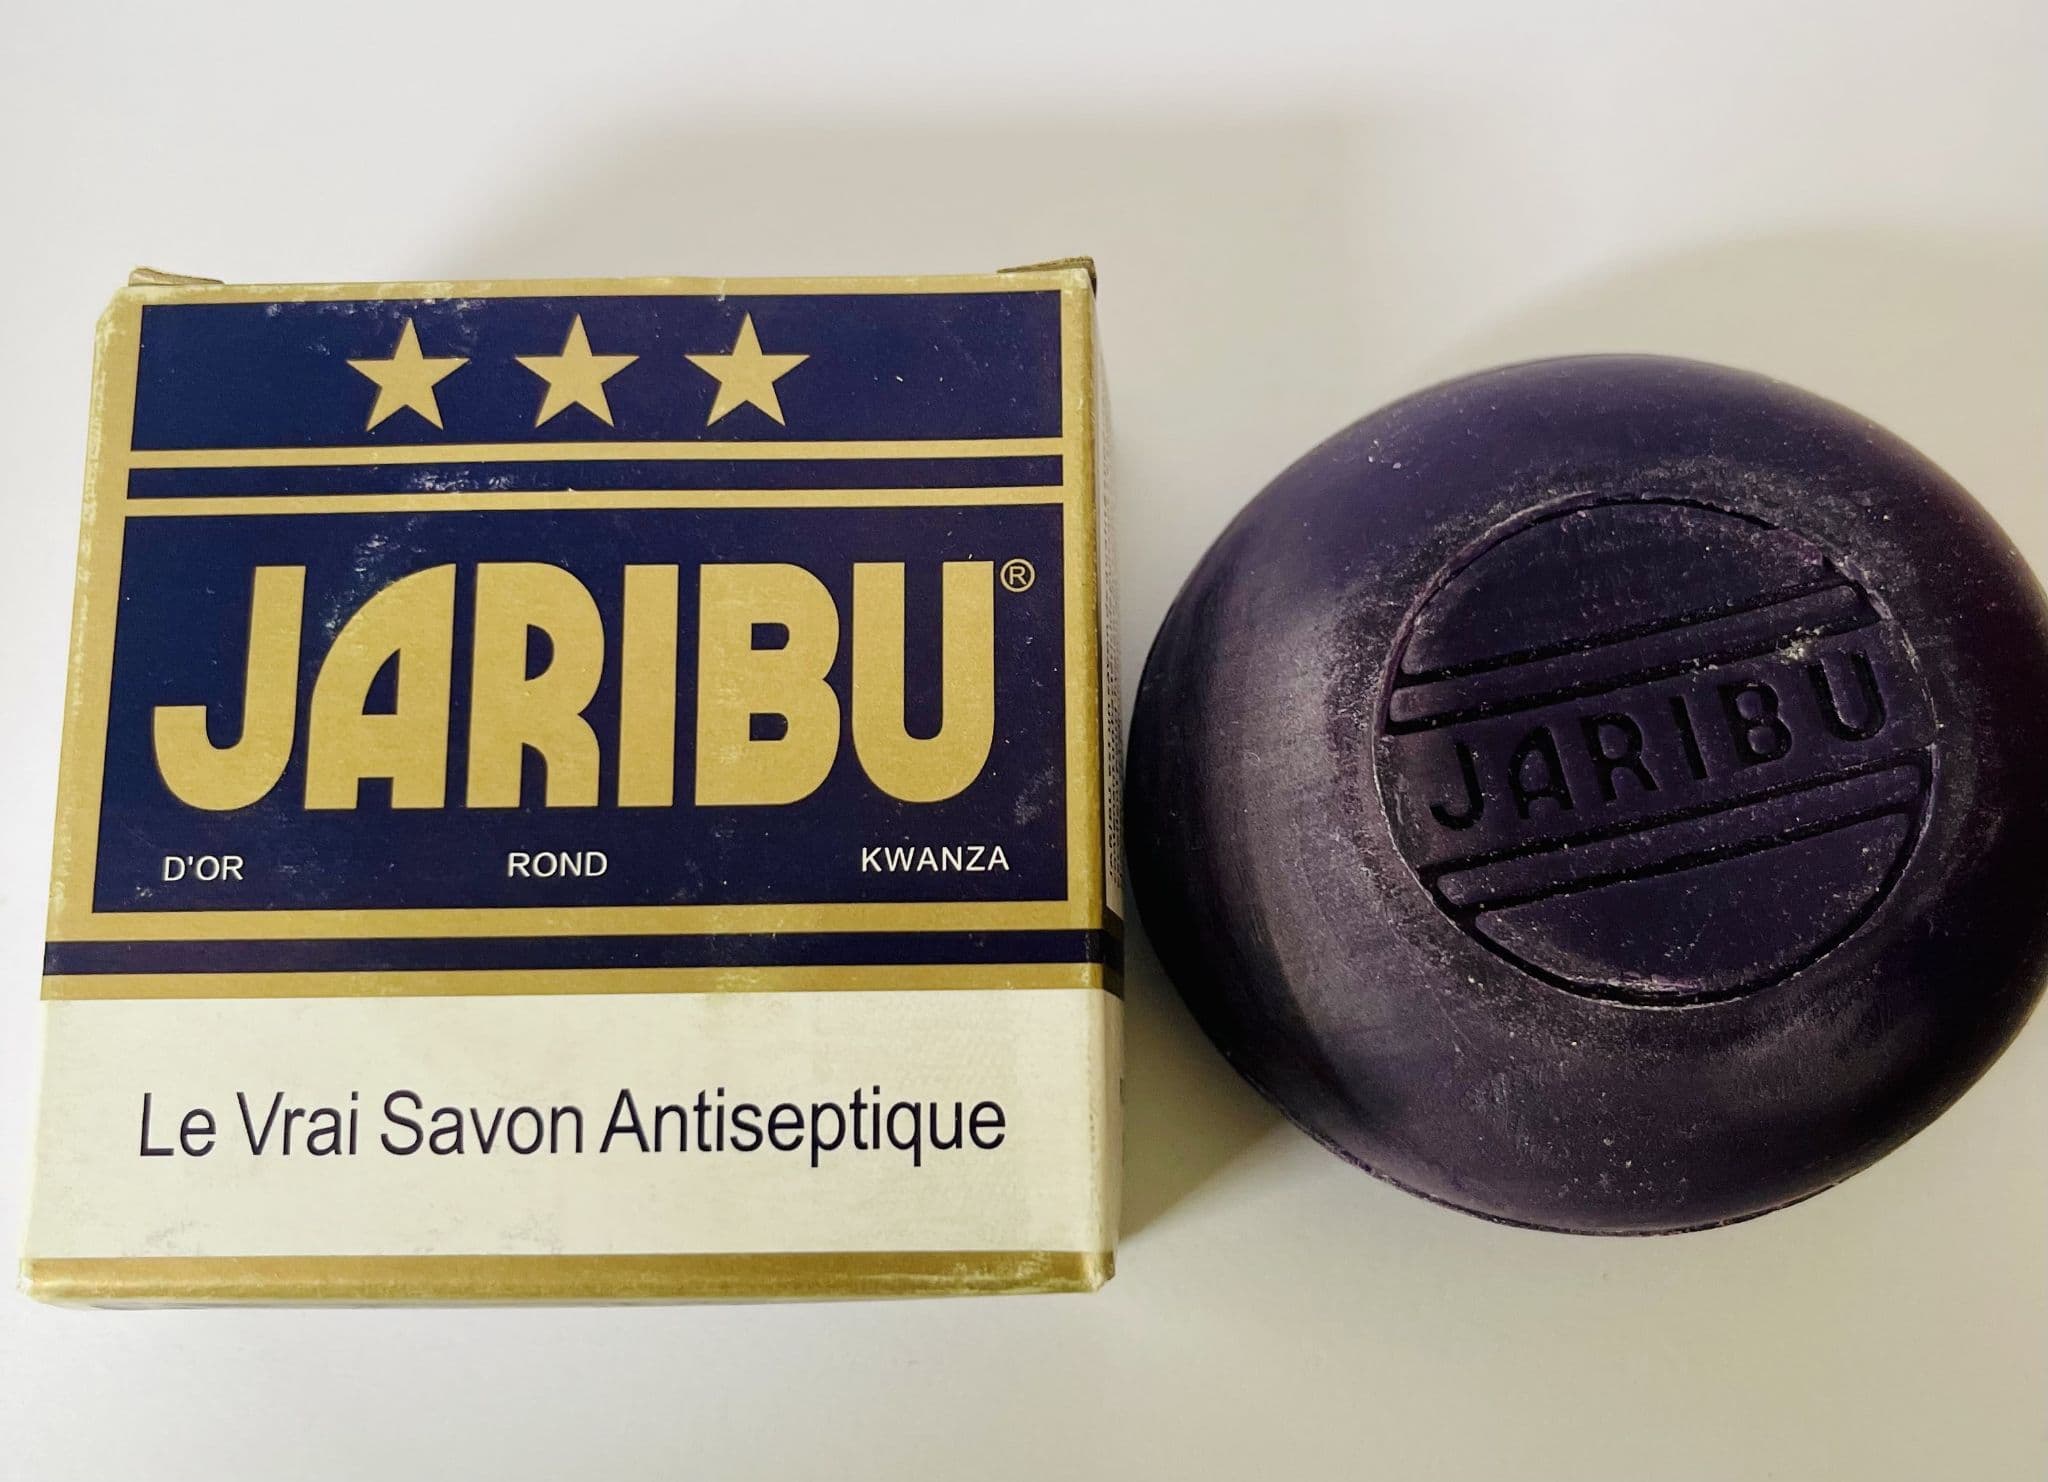 JARIBU®
D'OR ROND KWANZA
Le Vrai Savon Antiseptique
JARIBU